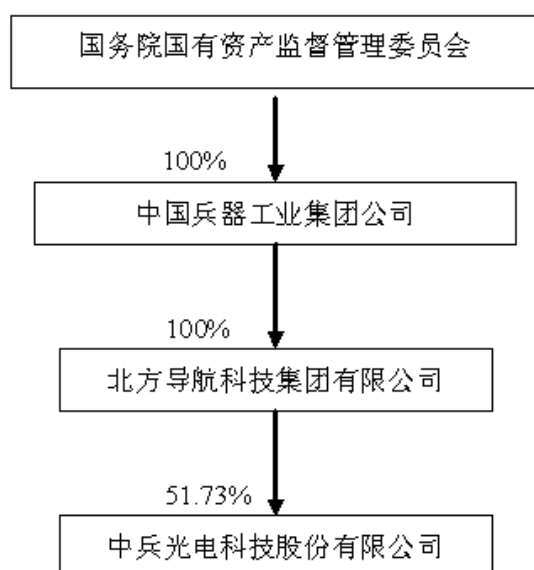 国务院国有资产监督管理委员会
100%
中国兵器工业集团公司
100%
北方导航科技集团有限公司
51.73%
中兵光电科技股份有限公司